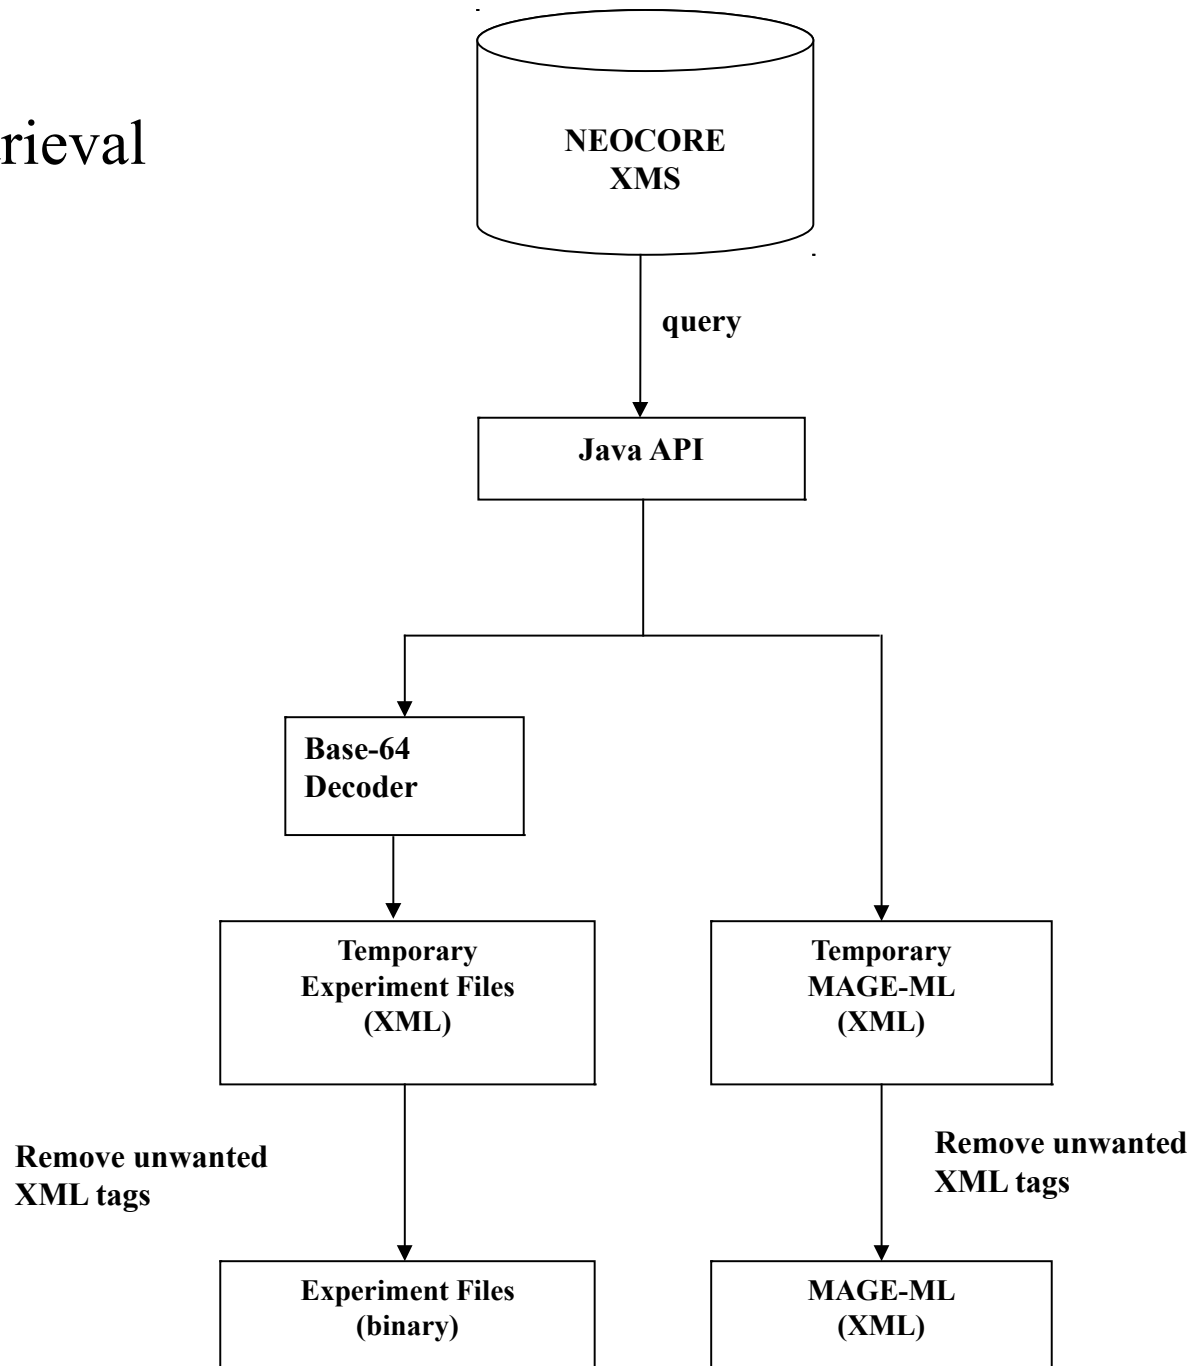 rieval
NEOCORE
XMS
query
Java API
Base-64
Decoder
Temporary
Experiment Files
(XML)
Temporary
MAGE-ML
(XML)
Remove unwanted
XML tags
Remove unwanted
XML tags
Experiment Files
(binary)
MAGE-ML
(XML)